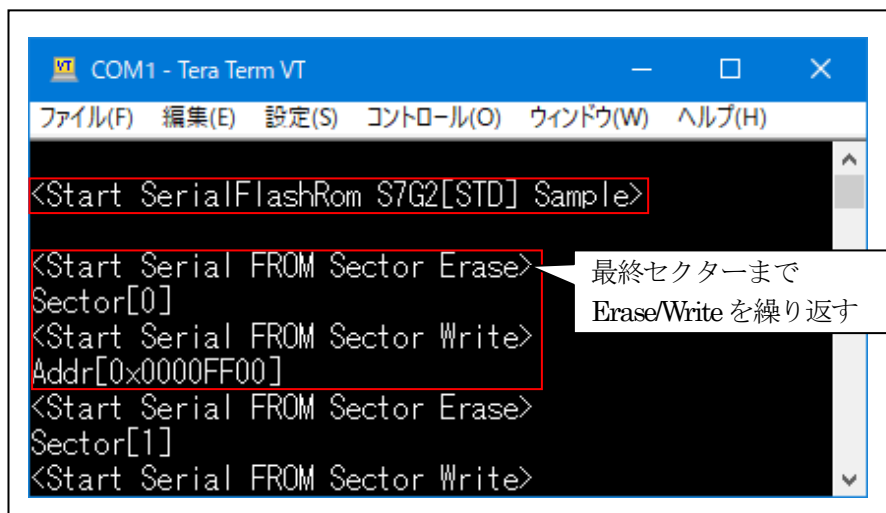 COM1 - Tera Term VT
ファイル(F) 編集(E) 設定(S) コントロール(O) ウィンドウ(W) ヘルプ(H)
<Start SerialFlashRom S7G2[STD] Sample>
<Start Serial FROM Sector Erase>
Sector[0]
<Start Serial FROM Sector Write>
Addr[0x0000FF00]
<Start Serial FROM Sector Erase>
Sector[1]
<Start Serial FROM Sector Write>
最終セクターまで
Erase/Write を繰り返す